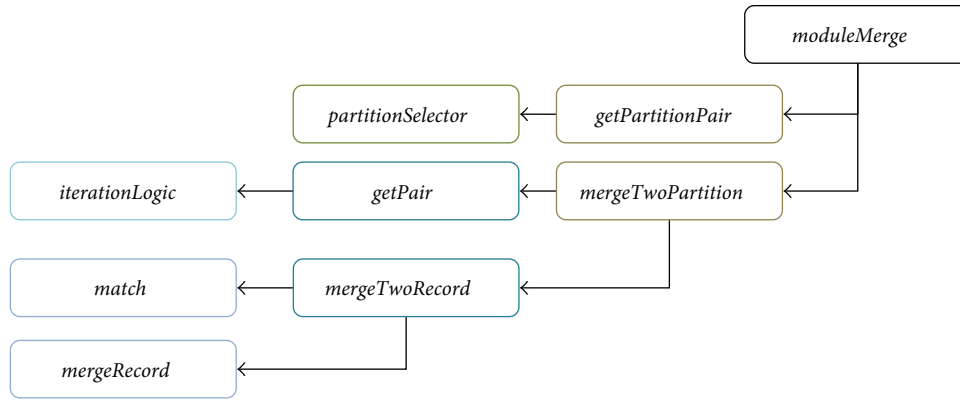 moduleMerge
partitionSelector
getPartitionPair
iterationLogic
getPair
mergeTwoPartition
match
mergeTwoRecord
mergeRecord